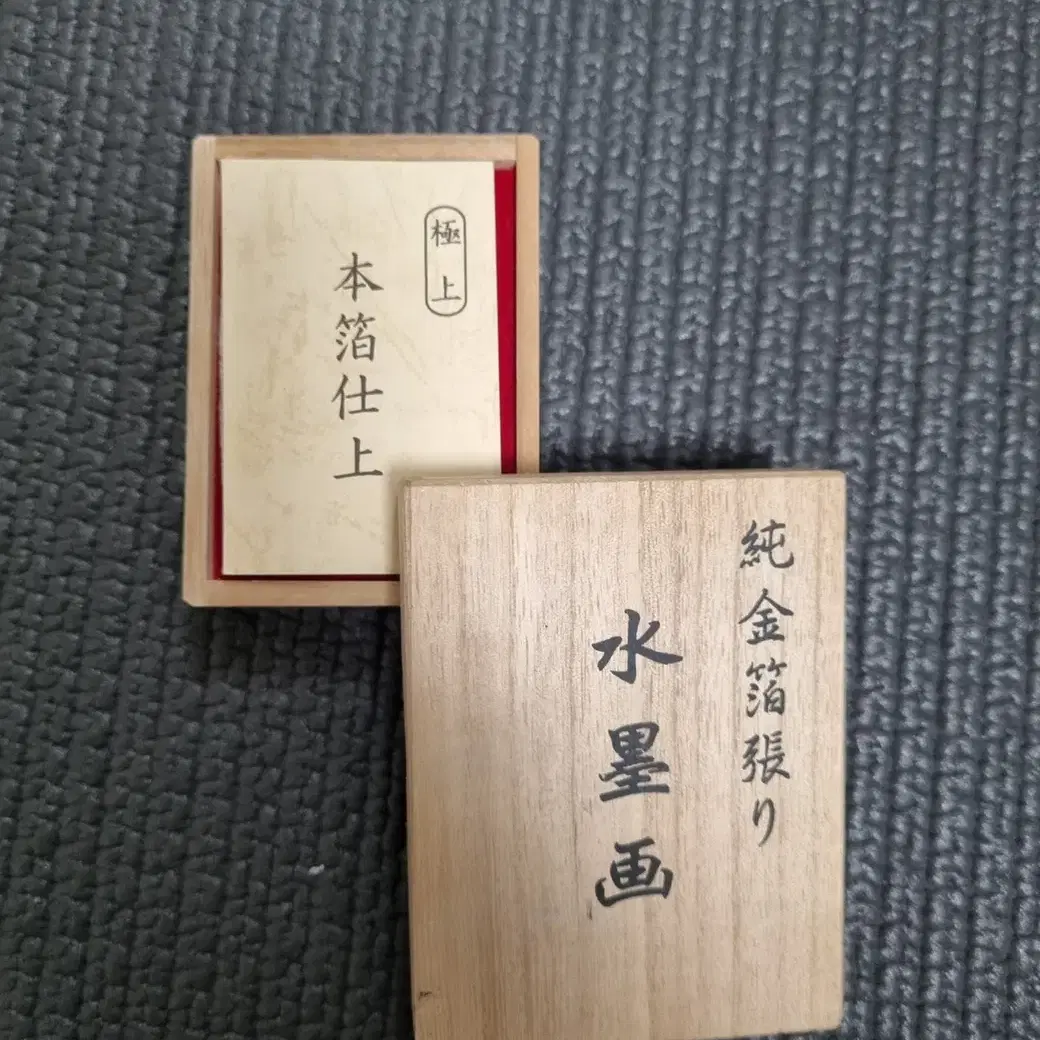 極上
本箔仕上
純金箔張り
水墨画